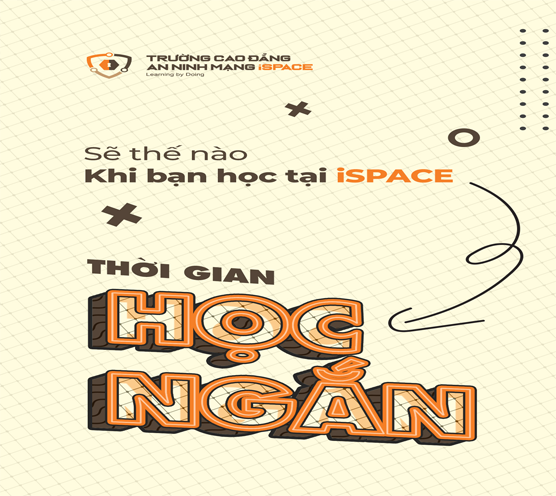 TRƯỜNG CAO ĐẲNG
AN NINH MẠNG iSPACE
Learning by Doing
Sẽ thế nào
Khi bạn học tại iSPACE
THỜI GIAN
HỌC
NGẮN